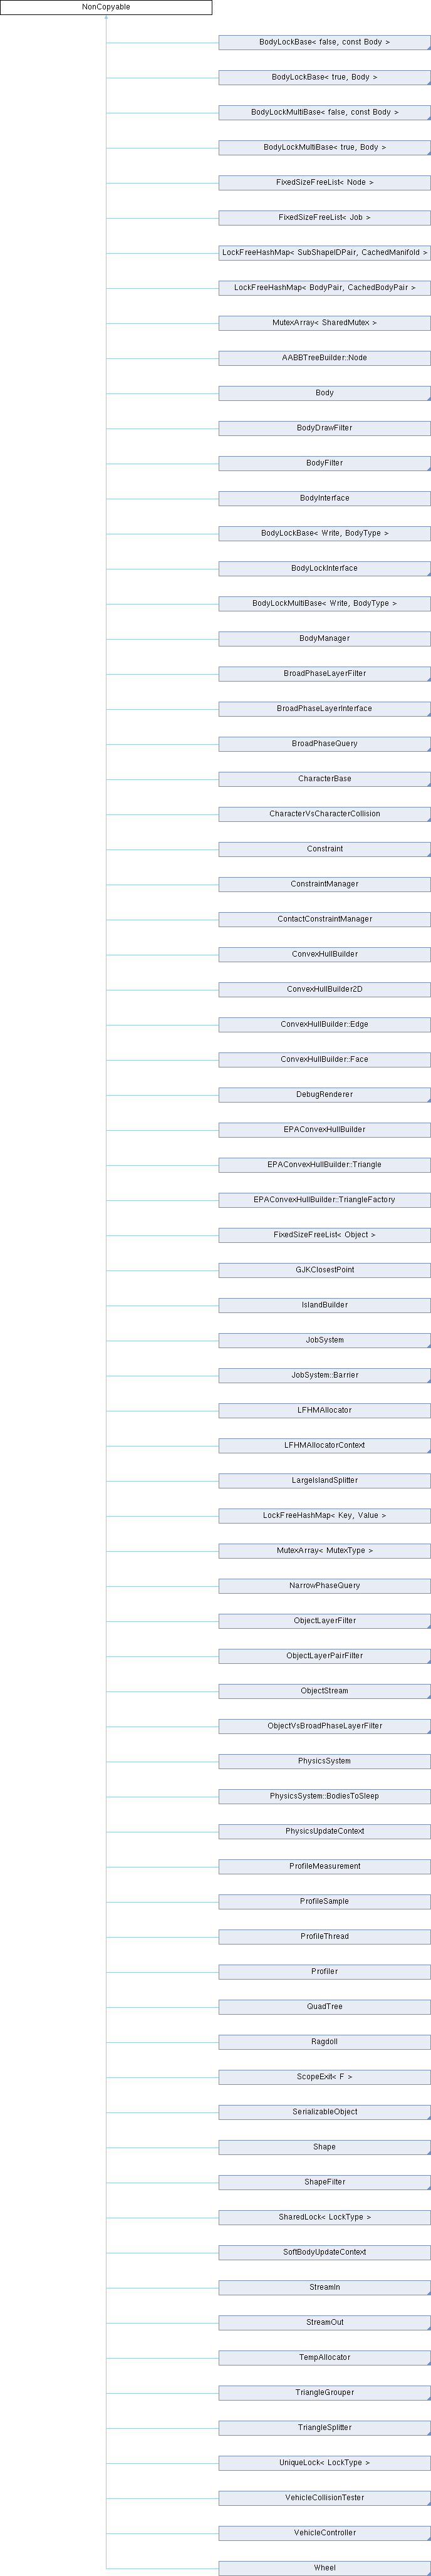 NonCopyable
BodyLockBase< false, const Body >
BodyLockBase< true, Body >
BodyLockMultiBase< false, const Body >
BodyLockMultiBase< true, Body >
FixedSizeFreeList< Node >
FixedSizeFreeList< Job >
LockFreeHashMap< SubShapeIDPair, CachedManifold >
LockFreeHashMap< BodyPair, CachedBodyPair >
MutexArray< SharedMutex >
AABBTreeBuilder::Node
Body
BodyDrawFilter
BodyFilter
BodyInterface
BodyLockBase< Write, BodyType >
BodyLockInterface
BodyLockMultiBase< Write, BodyType >
BodyManager
BroadPhaseLayerFilter
BroadPhaseLayerInterface
BroadPhaseQuery
CharacterBase
CharacterVsCharacterCollision
Constraint
ConstraintManager
ContactConstraintManager
ConvexHullBuilder
ConvexHullBuilder2D
ConvexHullBuilder::Edge
ConvexHullBuilder::Face
DebugRenderer
EPAConvexHullBuilder
EPAConvexHullBuilder::Triangle
EPAConvexHullBuilder::TriangleFactory
FixedSizeFreeList< Object >
GJKClosestPoint
IslandBuilder
JobSystem
JobSystem::Barrier
LFHMAllocator
LFHMAllocatorContext
LargeIslandSplitter
LockFreeHashMap< Key, Value >
MutexArray< MutexType >
NarrowPhaseQuery
ObjectLayerFilter
ObjectLayerPairFilter
ObjectStream
ObjectVsBroadPhaseLayerFilter
PhysicsSystem
PhysicsSystem::BodiesToSleep
PhysicsUpdateContext
ProfileMeasurement
ProfileSample
ProfileThread
Profiler
QuadTree
Ragdoll
ScopeExit< F >
SerializableObject
Shape
ShapeFilter
SharedLock< LockType >
SoftBodyUpdateContext
StreamIn
StreamOut
TempAllocator
TriangleGrouper
TriangleSplitter
UniqueLock< LockType >
VehicleCollisionTester
VehicleController
Wheel